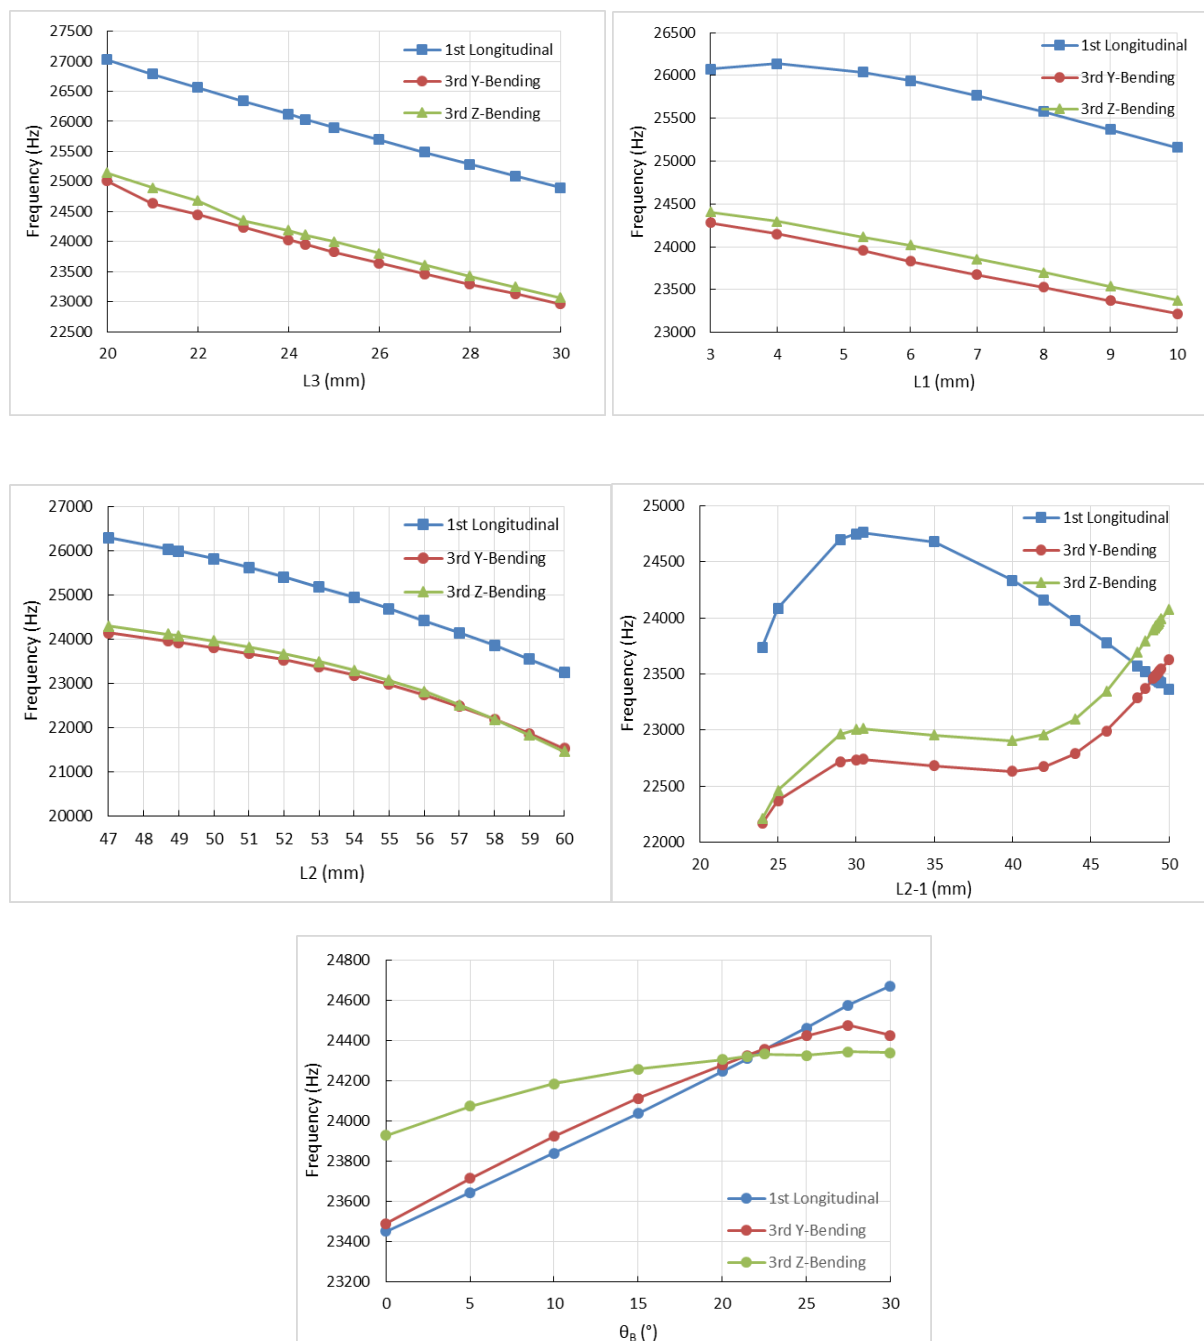 27500
27000
26500
26000
25500
25000
24500
24000
23500
23000
22500
Frequency (Hz)
1st Longitudinal
3rd Y-Bending
3rd Z-Bending
20 22 24 26 28 30
L3 (mm)
26500
26000
25500
25000
24500
24000
23500
23000
Frequency (Hz)
1st Longitudinal
3rd Y-Bending
3rd Z-Bending
3 4 5 6 7 8 9 10
L1 (mm)
27000
26000
25000
24000
23000
22000
21000
20000
Frequency (Hz)
1st Longitudinal
3rd Y-Bending
3rd Z-Bending
47 48 49 50 51 52 53 54 55 56 57 58 59 60
L2 (mm)
25000
24500
24000
23500
23000
22500
22000
Frequency (Hz)
1st Longitudinal
3rd Y-Bending
3rd Z-Bending
20 25 30 35 40 45 50
L2-1 (mm)
24800
24600
24400
24200
24000
23800
23600
23400
23200
Frequency (Hz)
1st Longitudinal
3rd Y-Bending
3rd Z-Bending
0 5 10 15 20 25 30
θB (°)